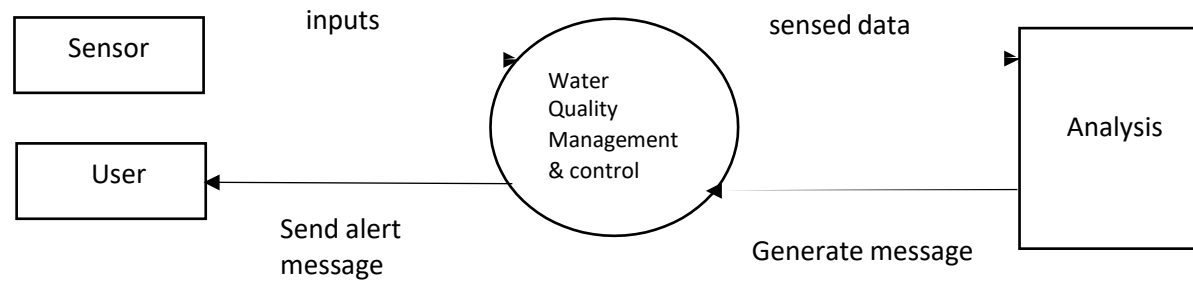 inputs
sensed data
Sensor
Water
Quality
Management
& control
Analysis
User
Send alert
message
Generate message